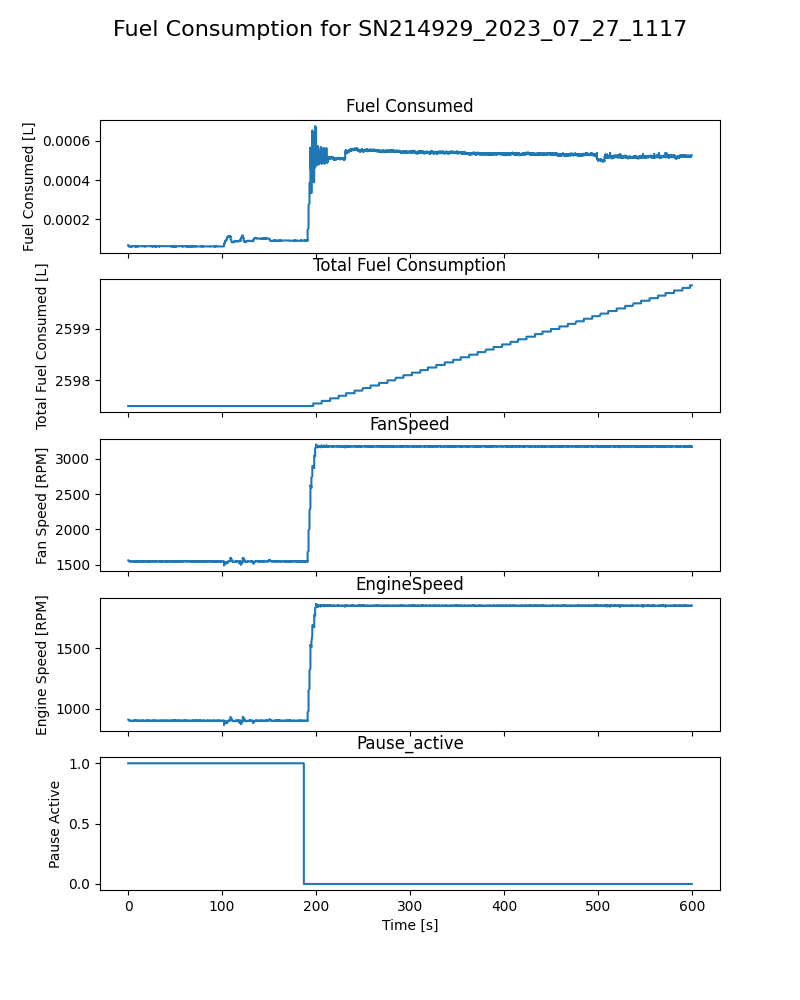 Fuel Consumption for SN214929_2023_07_27_1117
Fuel Consumed
Fuel Consumed [L]
0.0006
0.0004
0.0002
Total Fuel Consumption
Total Fuel Consumed [L]
2599
2598
FanSpeed
Fan Speed [RPM]
3000
2500
2000
1500
EngineSpeed
Engine Speed [RPM]
1500
1000
Pause_active
Pause Active
1.0
0.5
0.0
0 100 200 300 400 500 600
Time [s]